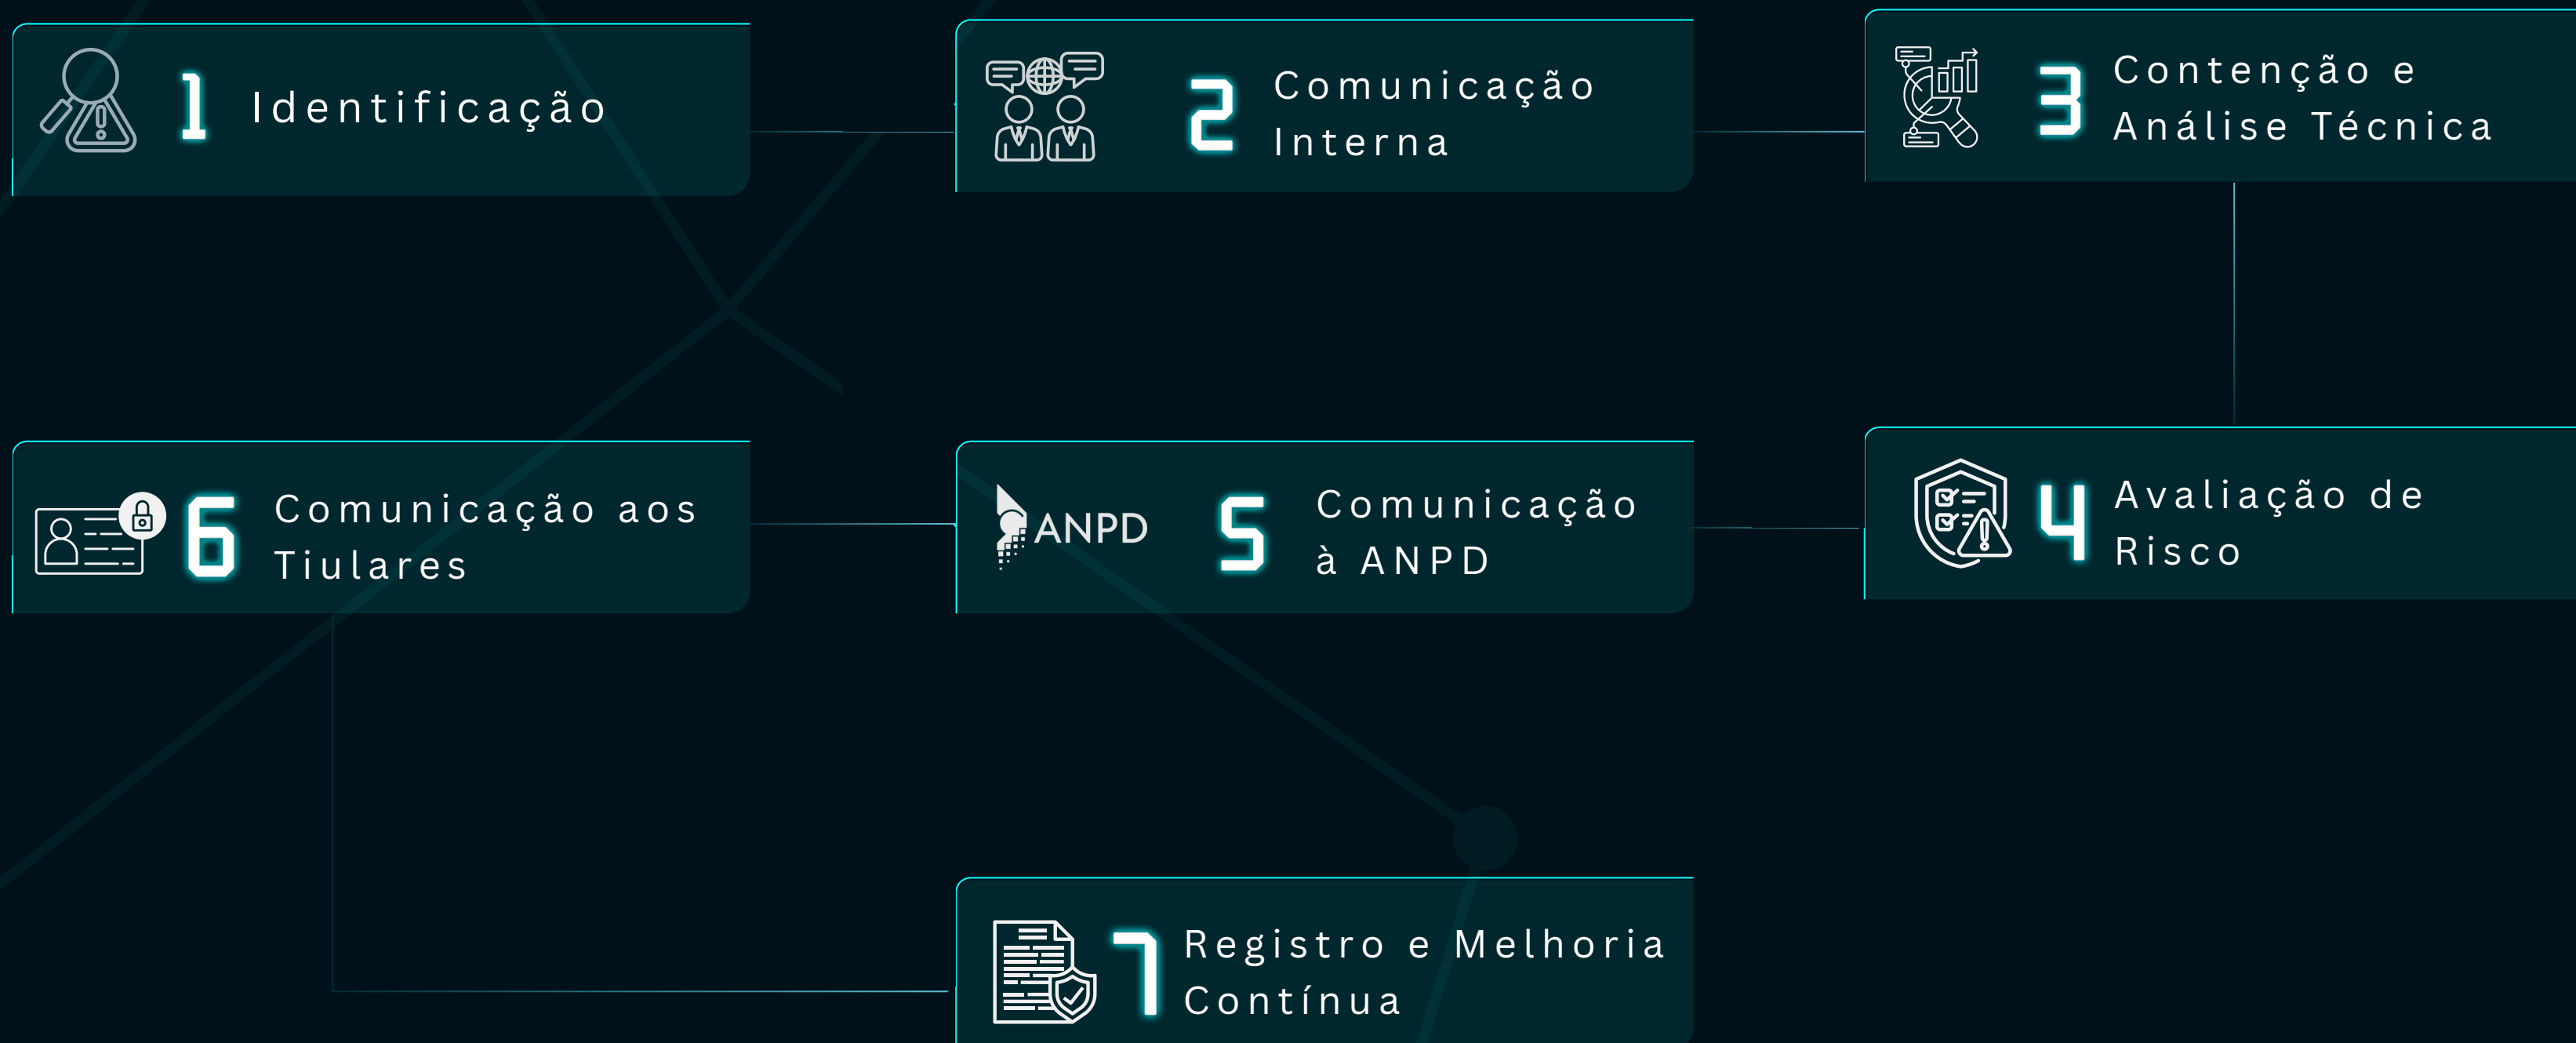 1 Identificação
2 Comunicação
Interna
3 Contenção e
Análise Técnica
4 Avaliação de
Risco
ANPD 5 Comunicação
à ANPD
6 Comunicação aos
Tiulares
7 Registro e Melhoria
Contínua